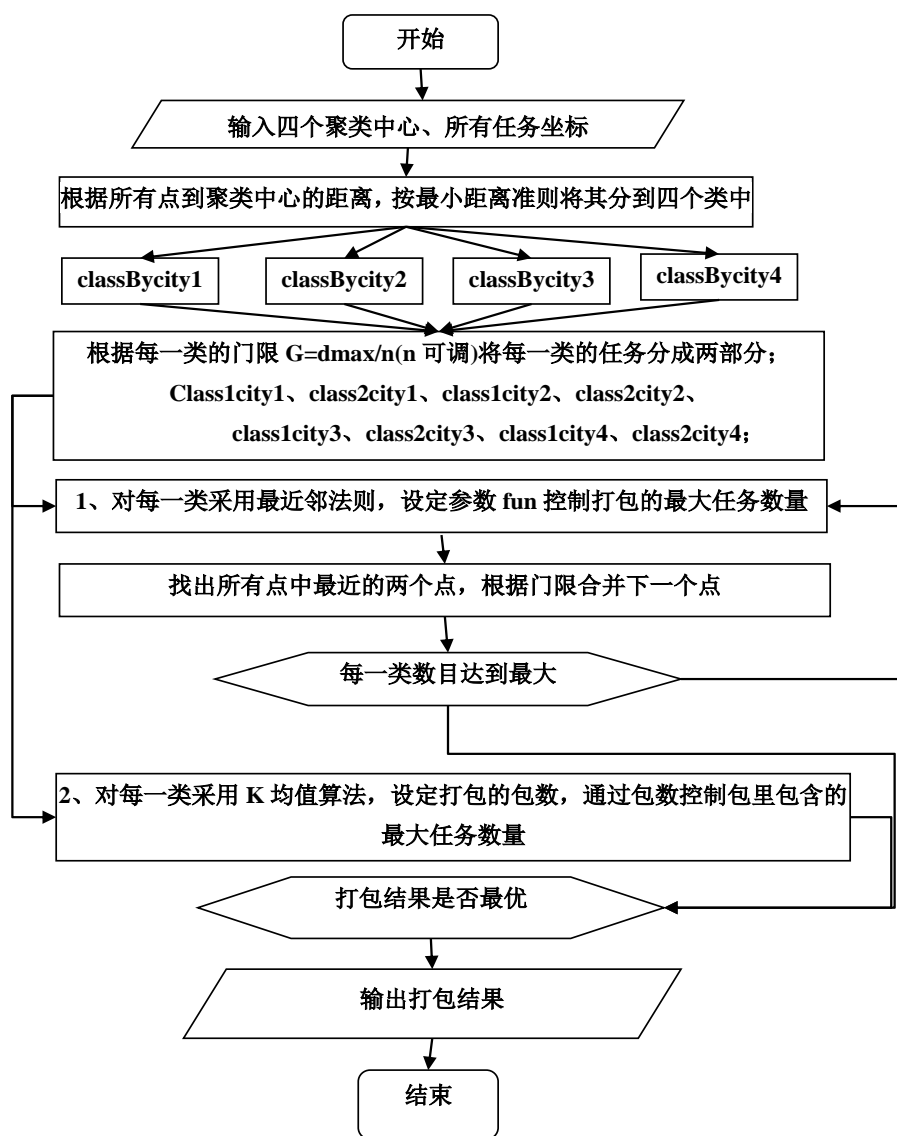 开始
输入四个聚类中心、所有任务坐标
根据所有点到聚类中心的距离，按最小距离准则将其分到四个类中
classBycity1
classBycity2
classBycity3
classBycity4
根据每一类的门限 G=dmax/n(n 可调)将每一类的任务分成两部分；
Class1city1、class2city1、class1city2、class2city2、
class1city3、class2city3、class1city4、class2city4；
1、对每一类采用最近邻法则，设定参数 fun 控制打包的最大任务数量
找出所有点中最近的两个点，根据门限合并下一个点
每一类数目达到最大
2、对每一类采用 K 均值算法，设定打包的包数，通过包数控制包里包含的
最大任务数量
打包结果是否最优
输出打包结果
结束